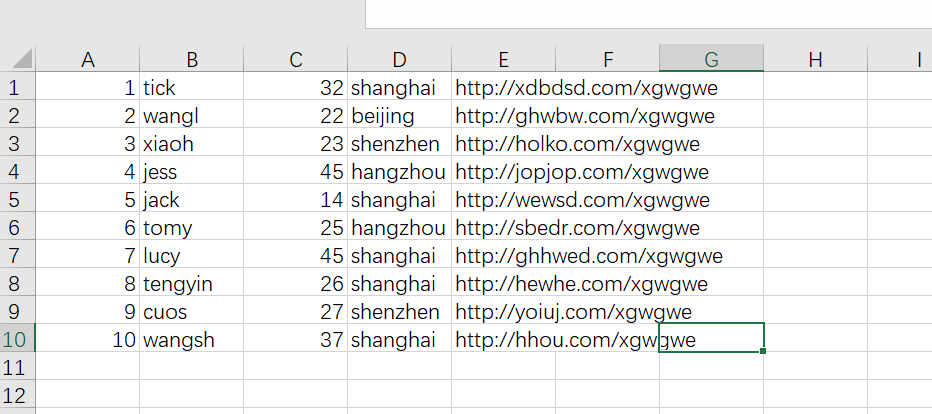 A B C D E F G H I
1 1 tick 32 shanghai http://xdbdsd.com/xgwgwe
2 2 wangl 22 beijing http://ghwbw.com/xgwgwe
3 3 xiaoh 23 shenzhen http://holko.com/xgwgwe
4 4 jess 45 hangzhou http://jopjop.com/xgwgwe
5 5 jack 14 shanghai http://wewsd.com/xgwgwe
6 6 tomy 25 hangzhou http://sbedr.com/xgwgwe
7 7 lucy 45 shanghai http://ghhwed.com/xgwgwe
8 8 tengyin 26 shanghai http://hewhe.com/xgwgwe
9 9 cuos 27 shenzhen http://yoiuj.com/xgwgwe
10 10 wangsh 37 shanghai http://hhou.com/xgwgwe
11
12